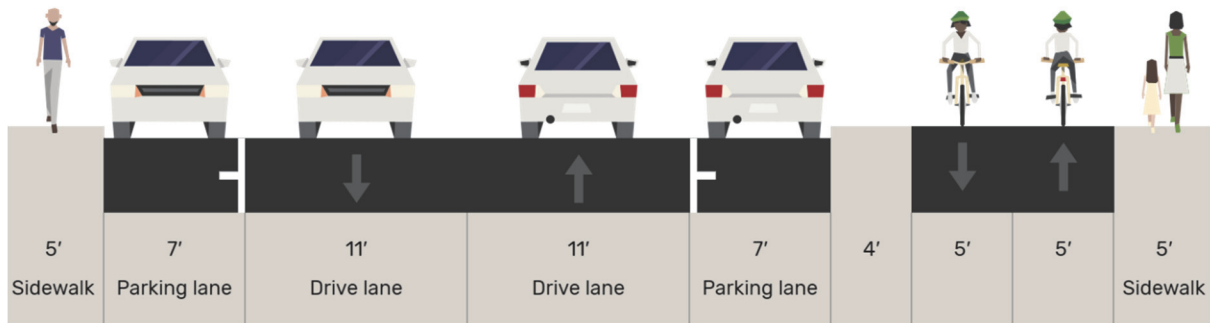 5′ 7′ 11′ 11′ 7′ 4′ 5′ 5′ 5′
Sidewalk Parking lane Drive lane Drive lane Parking lane Sidewalk